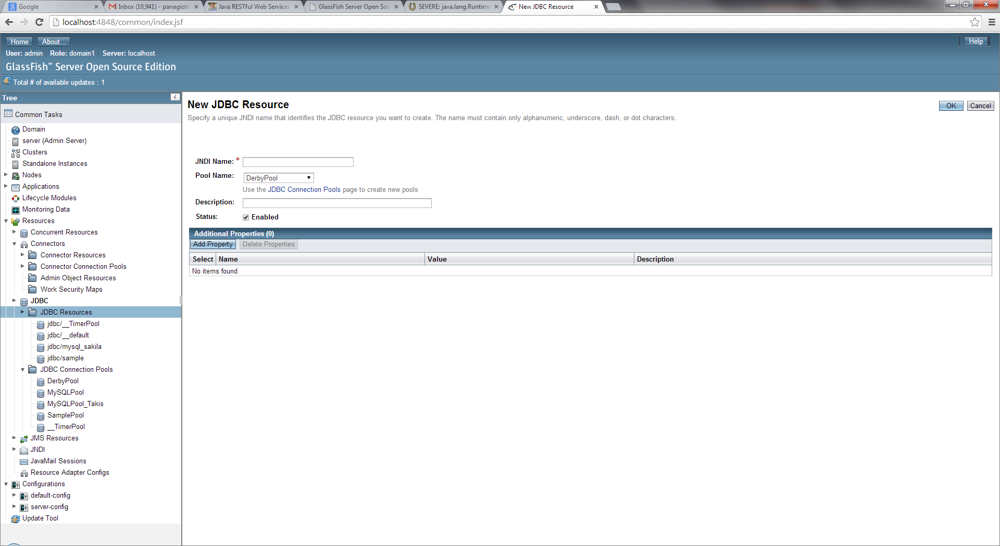 Google
Inbox (10,941) - panagiotis
Java RESTful Web Services
GlassFish Server Open Sou
SEVERE: java.lang.Runtime
New JDBC Resource
localhost:4848/common/index.jsf
Home About... Help
User: admin Role: domain1 Server: localhost
GlassFish™ Server Open Source Edition
Total # of available updates : 1
Tree
Common Tasks
Domain
server (Admin Server)
Clusters
Standalone Instances
Nodes
Applications
Lifecycle Modules
Monitoring Data
Resources
Concurrent Resources
Connectors
Connector Resources
Connector Connection Pools
Admin Object Resources
Work Security Maps
JDBC
JDBC Resources
jdbc/__TimerPool
jdbc/__default
jdbc/mysql_sakila
jdbc/sample
JDBC Connection Pools
DerbyPool
MySQLPool
MySQLPool_Takis
SamplePool
__TimerPool
JMS Resources
JNDI
JavaMail Sessions
Resource Adapter Configs
Configurations
default-config
server-config
Update Tool
New JDBC Resource
OK Cancel
Specify a unique JNDI name that identifies the JDBC resource you want to create. The name must contain only alphanumeric, underscore, dash, or dot characters.
JNDI Name: *
Pool Name: DerbyPool
Use the JDBC Connection Pools page to create new pools
Description:
Status: Enabled
Additional Properties (0)
Add Property Delete Properties
Select Name Value Description
No items found.